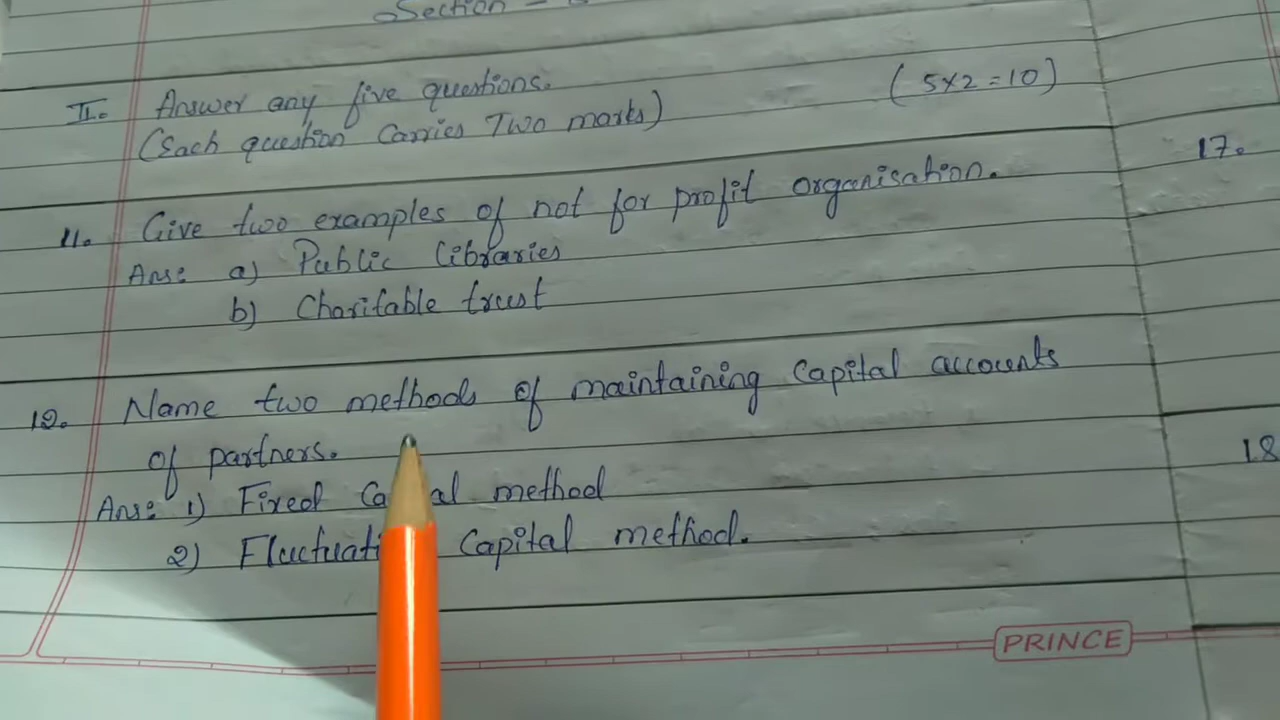 Section -
II. Answer any five questions. (5x2=10)
(Each question Carries Two marks)
11. Give two examples of not for profit organisation.
Ans: a) Public Libraries
b) Charitable trust
12. Name two methods of maintaining Capital accounts
of partners.
Ans: 1) Fixed method
2) Capital method.
PRINCE
17.
18